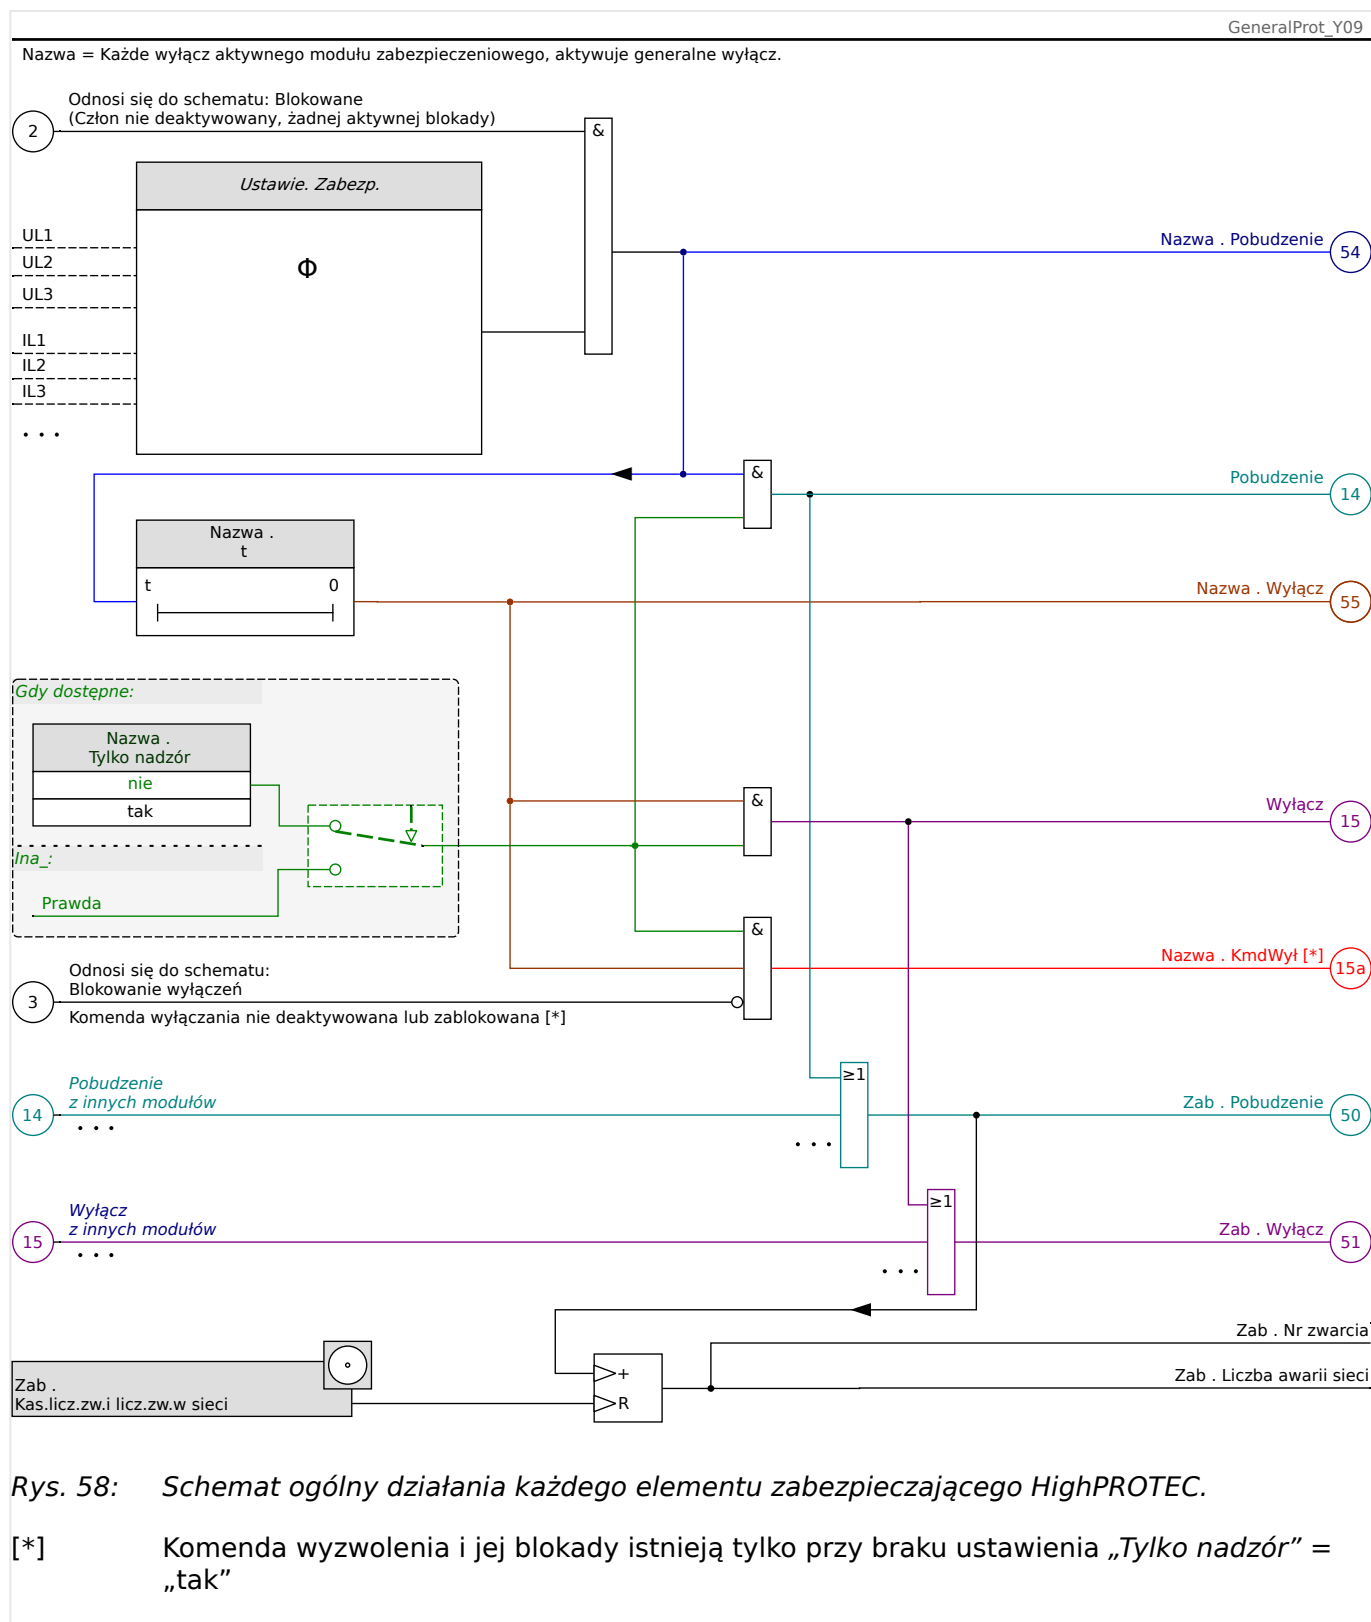 GeneralProt_Y09
Nazwa = Każde wyłącz aktywnego modułu zabezpieczeniowego, aktywuje generalne wyłącz.
Odnosi się do schematu: Blokowane
(Człon nie deaktywowany, żadnej aktywnej blokady)
2
&
Ustawie. Zabezp.
Φ
UL1
UL2
UL3
IL1
IL2
IL3
. . .
Nazwa . Pobudzenie
54
&
Pobudzenie
14
Nazwa .
t
t 0
Nazwa . Wyłącz
55
Gdy dostępne:
Nazwa .
Tylko nadzór
nie
tak
Ina_:
Prawda
&
Wyłącz
15
&
Nazwa . KmdWył [*]
15a
Odnosi się do schematu:
Blokowanie wyłączeń
3
Komenda wyłączania nie deaktywowana lub zablokowana [*]
Pobudzenie
z innych modułów
14
. . .
≥1
. . .
Zab . Pobudzenie
50
Wyłącz
z innych modułów
15
. . .
≥1
. . .
Zab . Wyłącz
51
Zab . Nr zwarcia
Zab . Liczba awarii sieci
Zab .
Kas.licz.zw.i licz.zw.w sieci
+
R
Rys. 58: Schemat ogólny działania każdego elementu zabezpieczającego HighPROTEC.
[*] Komenda wyzwolenia i jej blokady istnieją tylko przy braku ustawienia „Tylko nadzór” =
„tak”